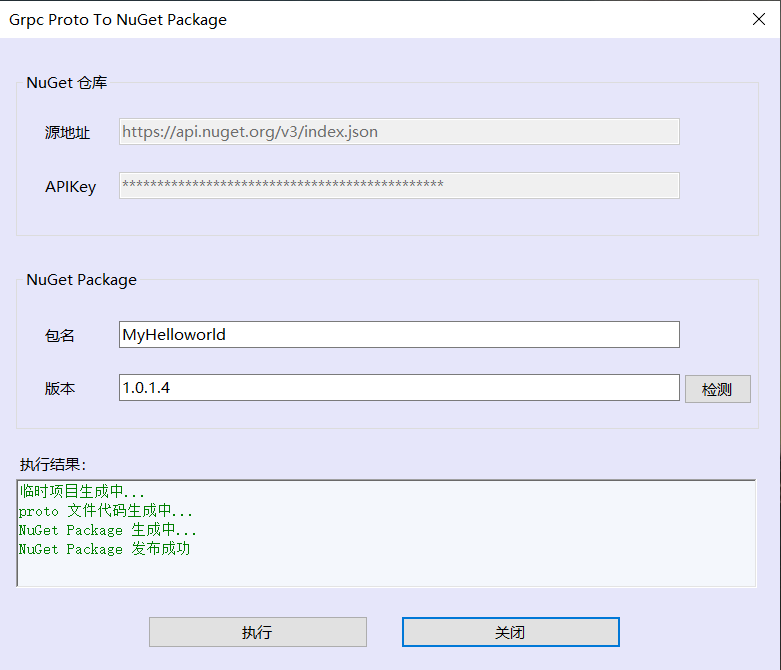 Grpc Proto To NuGet Package
NuGet 仓库
源地址 https://api.nuget.org/v3/index.json
APIKey **********************************************
NuGet Package
包名 MyHelloworld
版本 1.0.1.4 检测
执行结果：
临时项目生成中...
proto 文件代码生成中...
NuGet Package 生成中...
NuGet Package 发布成功
执行 关闭